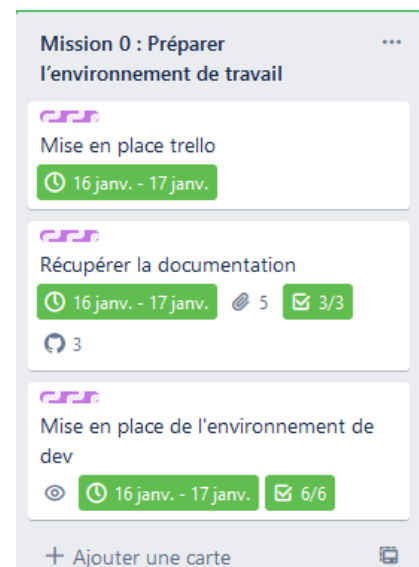 Mission 0 : Préparer
l'environnement de travail
Mise en place trello
16 janv. - 17 janv.
Récupérer la documentation
16 janv. - 17 janv. 5 3/3
3
Mise en place de l'environnement de
dev
16 janv. - 17 janv. 6/6
+ Ajouter une carte